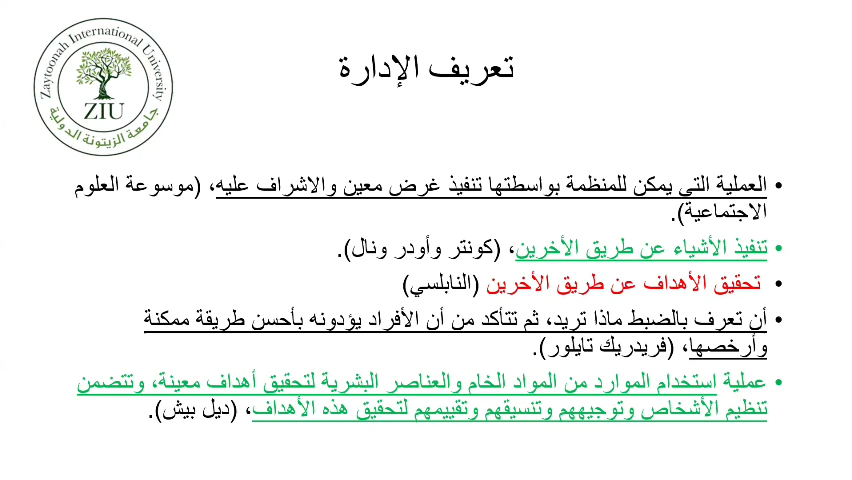 Zaytoonah International University
ZIU
جامعة الزيتونة الدولية
تعريف الإدارة
• العملية التي يمكن للمنظمة بواسطتها تنفيذ غرض معين والاشراف عليه، (موسوعة العلوم
الاجتماعية).
• تنفيذ الأشياء عن طريق الأخرين، (كونتر وأودر ونال).
• تحقيق الأهداف عن طريق الأخرين (النابلسي)
• أن تعرف بالضبط ماذا تريد، ثم تتأكد من أن الأفراد يؤدونه بأحسن طريقة ممكنة
وأرخصها، (فريدريك تايلور).
• عملية استخدام الموارد من المواد الخام والعناصر البشرية لتحقيق أهداف معينة، وتتضمن
تنظيم الأشخاص وتوجيههم وتنسيقهم وتقييمهم لتحقيق هذه الأهداف، (ديل بيش).